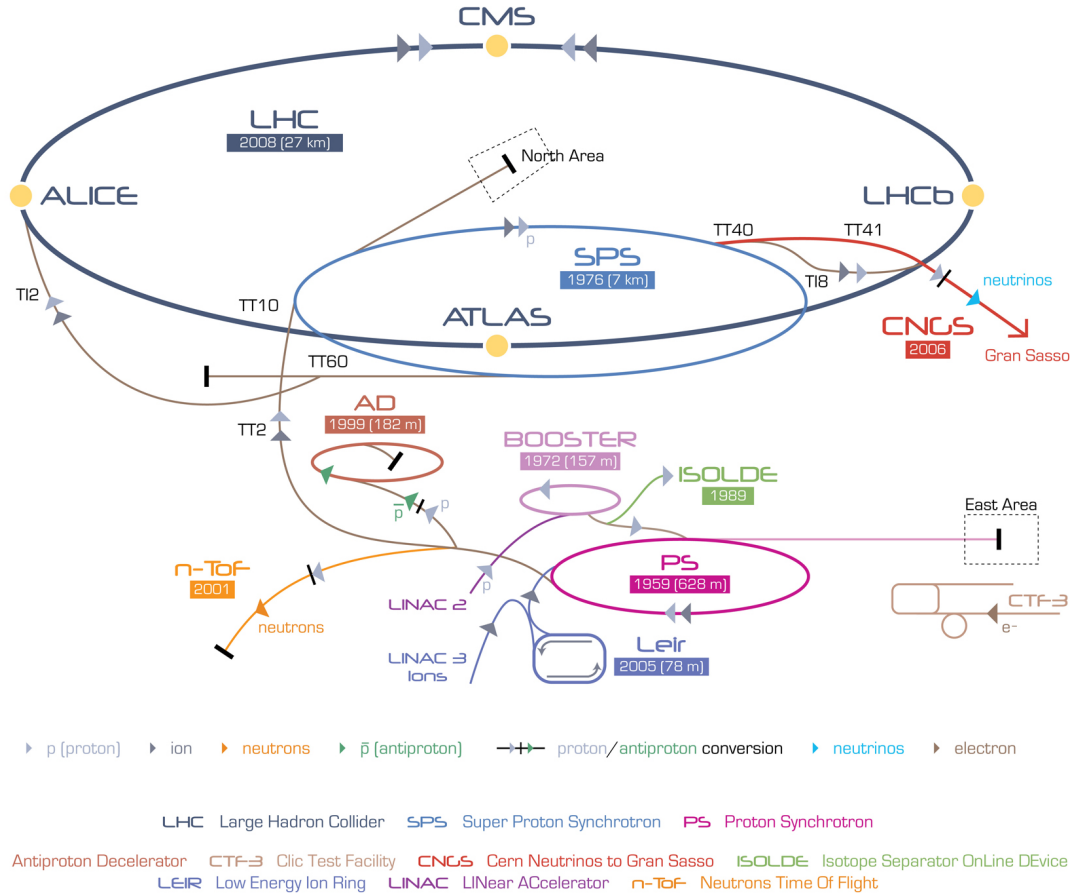 CMS
LHC
2008 (27 km)
North Area
ALICE
LHCb
p
TT40
TT41
SPS
1976 (7 km)
TI8
neutrinos
TI2
TT10
ATLAS
CNGS
2006
Gran Sasso
TT60
AD
1999 (182 m)
TT2
BOOSTER
1972 (157 m)
ISOLDE
1989
p̄
p
East Area
n-ToF
2001
PS
1959 (628 m)
LINAC 2
p
CTF-3
e-
neutrons
LINAC 3
Ions
Leir
2005 (78 m)
p (proton) ion neutrons p̄ (antiproton) proton/antiproton conversion neutrinos electron
LHC Large Hadron Collider SPS Super Proton Synchrotron PS Proton Synchrotron
Antiproton Decelerator CTF-3 Clic Test Facility CNGS Cern Neutrinos to Gran Sasso ISOLDE Isotope Separator OnLine DEvice
LEIR Low Energy Ion Ring LINAC LINear ACcelerator n-ToF Neutrons Time Of Flight